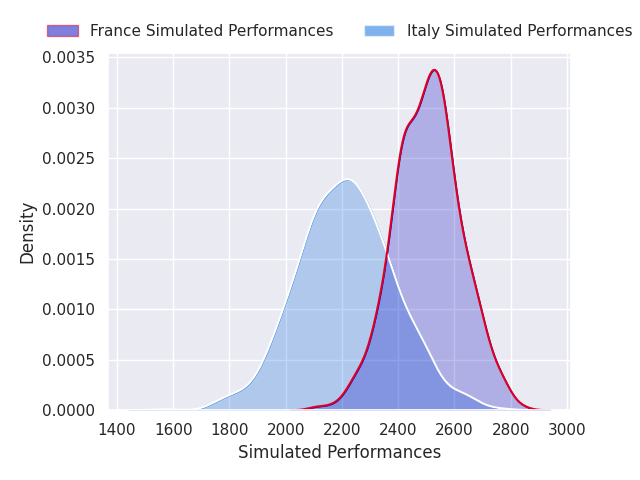 France Simulated Performances Italy Simulated Performances
0.0035
0.0030
0.0025
0.0020
0.0015
0.0010
0.0005
0.0000
Density
1400 1600 1800 2000 2200 2400 2600 2800 3000
Simulated Performances